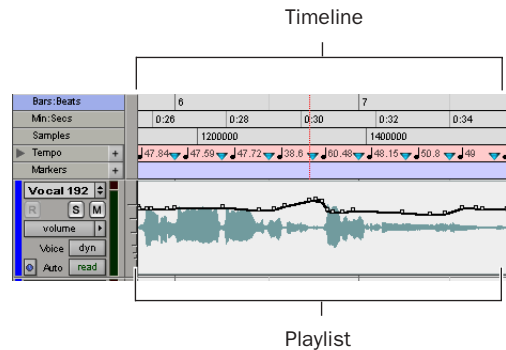 Timeline
Bars:Beats 6 7
Min:Secs 0:26 0:28 0:30 0:32 0:34
Samples 1200000 1400000
Tempo + 47.84 47.59 47.72 38.6 60.48 48.15 50.8 49
Markers +
Vocal 192
R S M
volume
Voice dyn
Auto read
Playlist